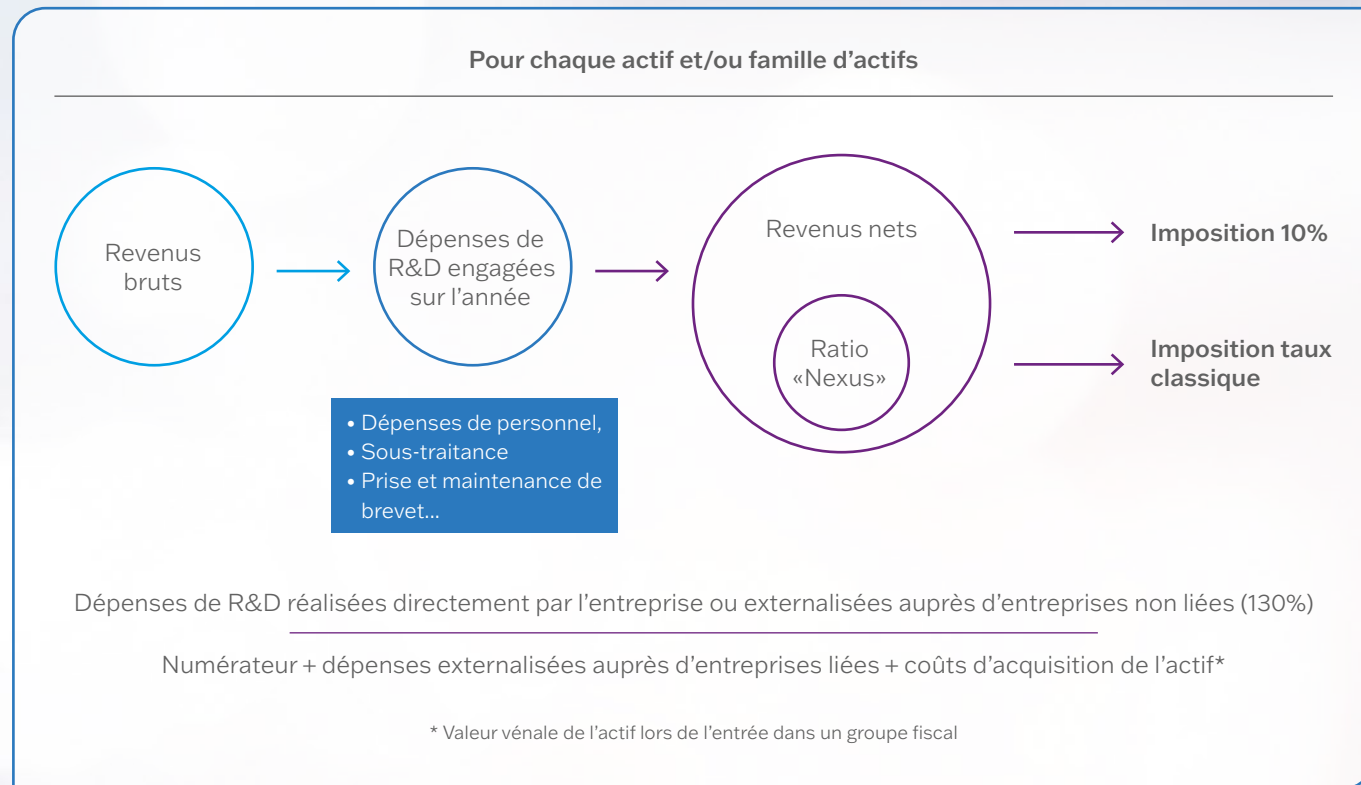 Pour chaque actif et/ou famille d’actifs
Revenus
bruts
Dépenses de
R&D engagées
sur l’année
• Dépenses de personnel,
• Sous-traitance
• Prise et maintenance de
brevet...
Revenus nets
Ratio
«Nexus»
Imposition 10%
Imposition taux
classique
Dépenses de R&D réalisées directement par l’entreprise ou externalisées auprès d’entreprises non liées (130%)
Numérateur + dépenses externalisées auprès d’entreprises liées + coûts d’acquisition de l’actif*
* Valeur vénale de l’actif lors de l’entrée dans un groupe fiscal